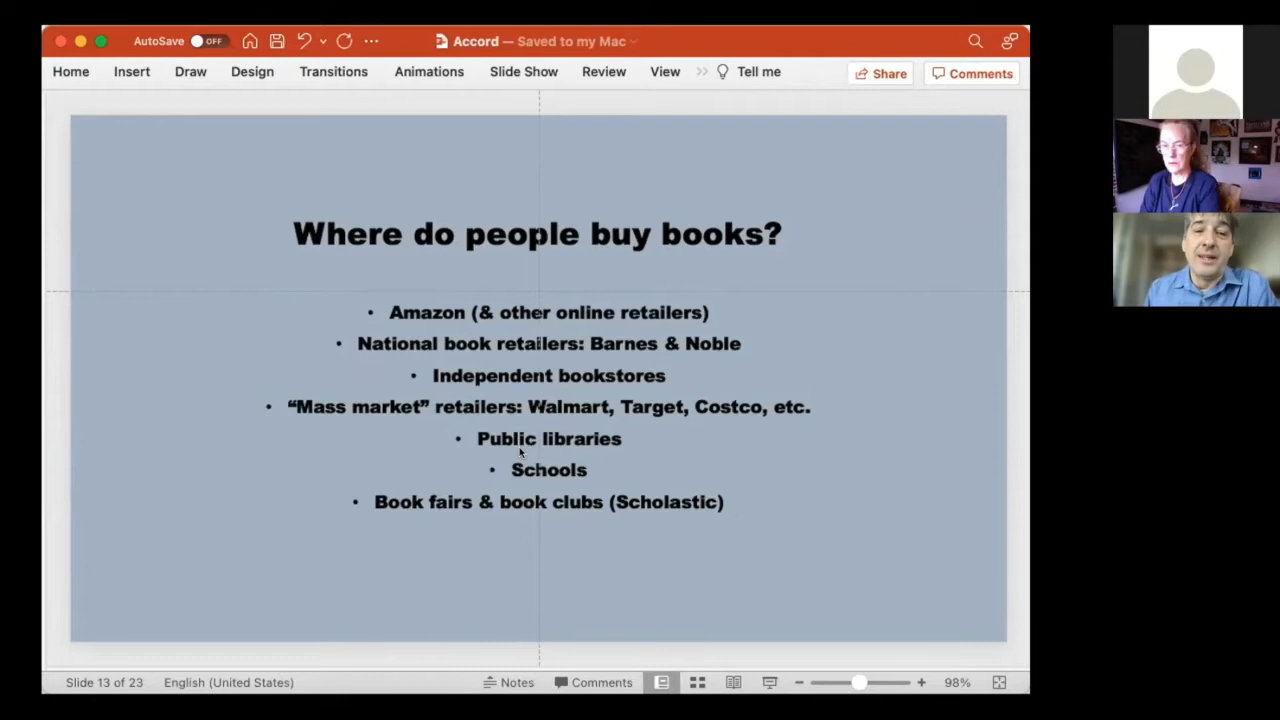 AutoSave OFF
Accord — Saved to my Mac
Home Insert Draw Design Transitions Animations Slide Show Review View Tell me Share Comments
Where do people buy books?
• Amazon (& other online retailers)
• National book retailers: Barnes & Noble
• Independent bookstores
• “Mass market” retailers: Walmart, Target, Costco, etc.
• Public libraries
• Schools
• Book fairs & book clubs (Scholastic)
Slide 13 of 23 English (United States) Notes Comments 98%